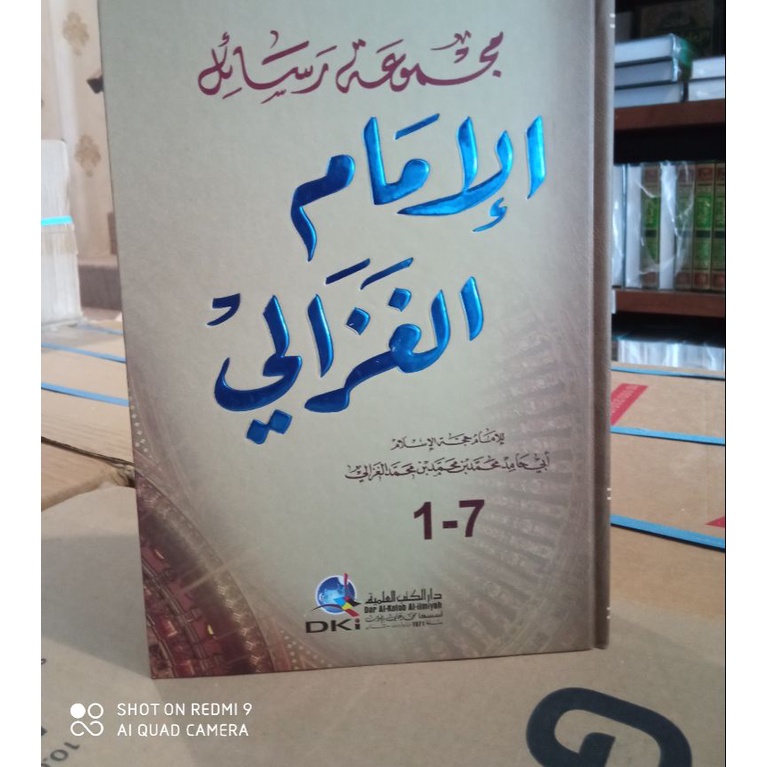 مجموعة رسائل
الإمام
الغزالي
للإمام حجة الإسلام
أبي حامد محمد بن محمد بن محمد الغزالي
1-7
دار الكتب العلمية
Dar Al-Kotob Al-ilmiyah
DKi
SHOT ON REDMI 9
AI QUAD CAMERA